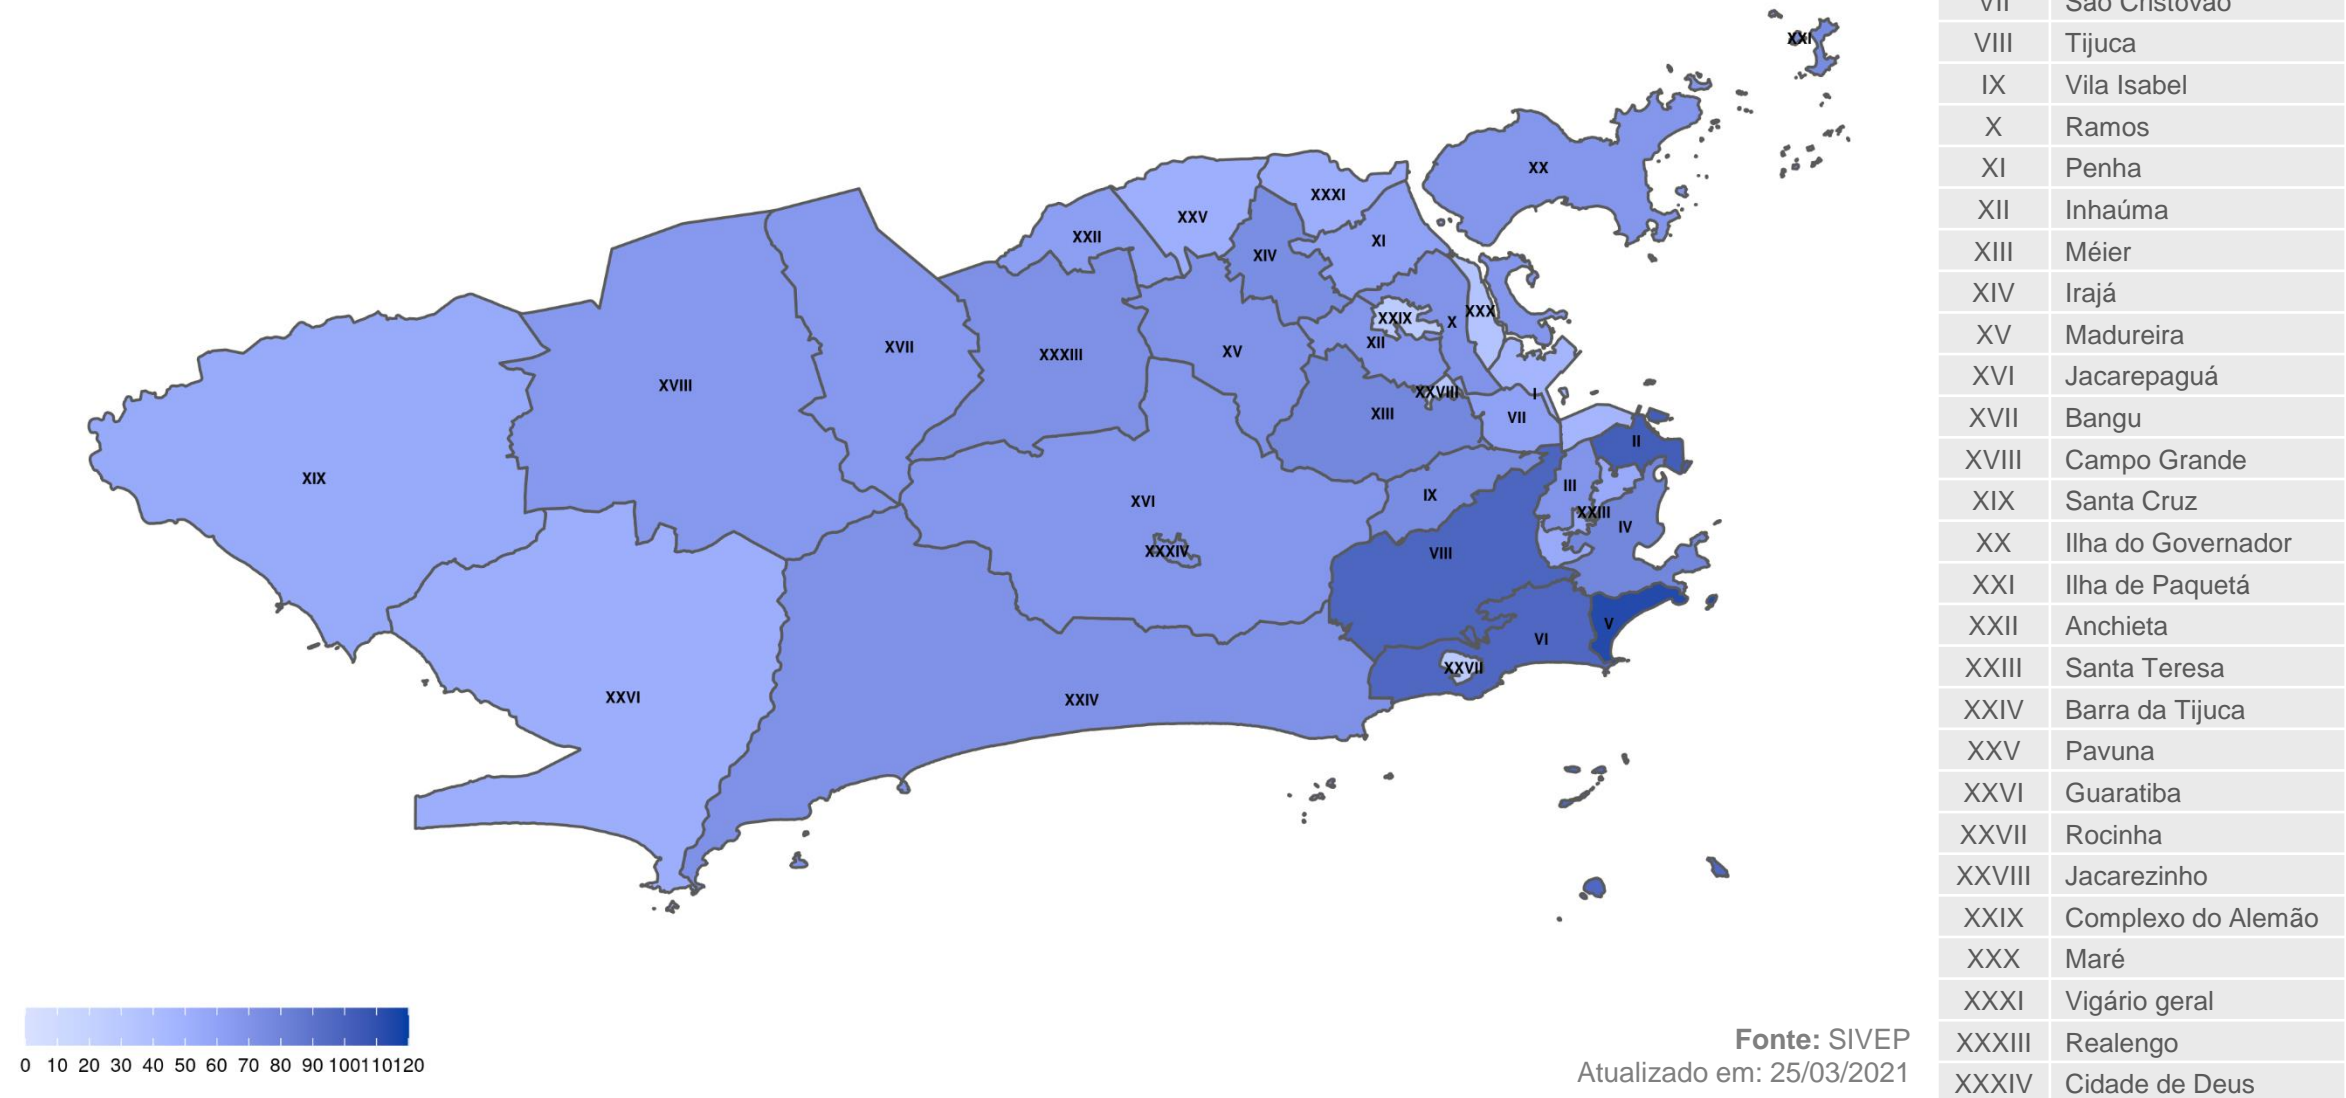 XXI
XX
XXXI
XXV
XXII
XI
XIV
XXX
XXIX
X
XII
XVII
XXXIII
XV
XVIII
XXVIII
XIII
I
VII
II
XIX
III
IX
XVI
XXIII
IV
XXXIV
VIII
V
VI
XXVII
XXVI
XXIV
0 10 20 30 40 50 60 70 80 90 100110120
Fonte: SIVEP
Atualizado em: 25/03/2021
VII São Cristóvão
VIII Tijuca
IX Vila Isabel
X Ramos
XI Penha
XII Inhaúma
XIII Méier
XIV Irajá
XV Madureira
XVI Jacarepaguá
XVII Bangu
XVIII Campo Grande
XIX Santa Cruz
XX Ilha do Governador
XXI Ilha de Paquetá
XXII Anchieta
XXIII Santa Teresa
XXIV Barra da Tijuca
XXV Pavuna
XXVI Guaratiba
XXVII Rocinha
XXVIII Jacarezinho
XXIX Complexo do Alemão
XXX Maré
XXXI Vigário geral
XXXIII Realengo
XXXIV Cidade de Deus